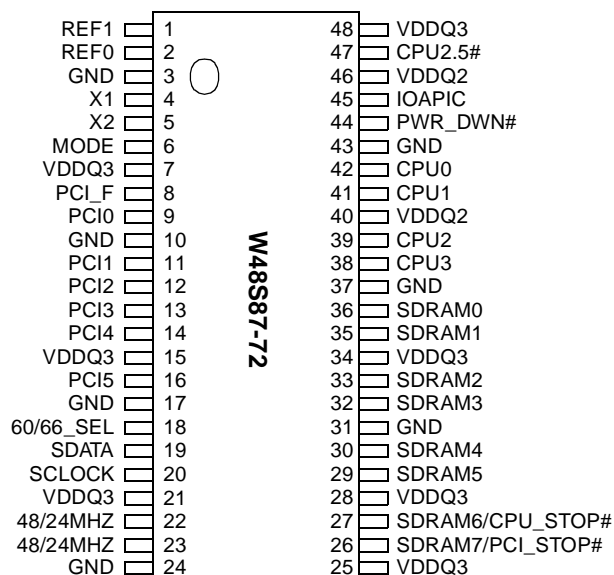 REF1 1 48 VDDQ3
REF0 2 47 CPU2.5#
GND 3 46 VDDQ2
X1 4 45 IOAPIC
X2 5 44 PWR_DWN#
MODE 6 43 GND
VDDQ3 7 42 CPU0
PCI_F 8 41 CPU1
PCI0 9 40 VDDQ2
GND 10 39 CPU2
PCI1 11 38 CPU3
PCI2 12 37 GND
PCI3 13 36 SDRAM0
PCI4 14 35 SDRAM1
VDDQ3 15 34 VDDQ3
PCI5 16 33 SDRAM2
GND 17 32 SDRAM3
60/66_SEL 18 31 GND
SDATA 19 30 SDRAM4
SCLOCK 20 29 SDRAM5
VDDQ3 21 28 VDDQ3
48/24MHZ 22 27 SDRAM6/CPU_STOP#
48/24MHZ 23 26 SDRAM7/PCI_STOP#
GND 24 25 VDDQ3
W48S87-72